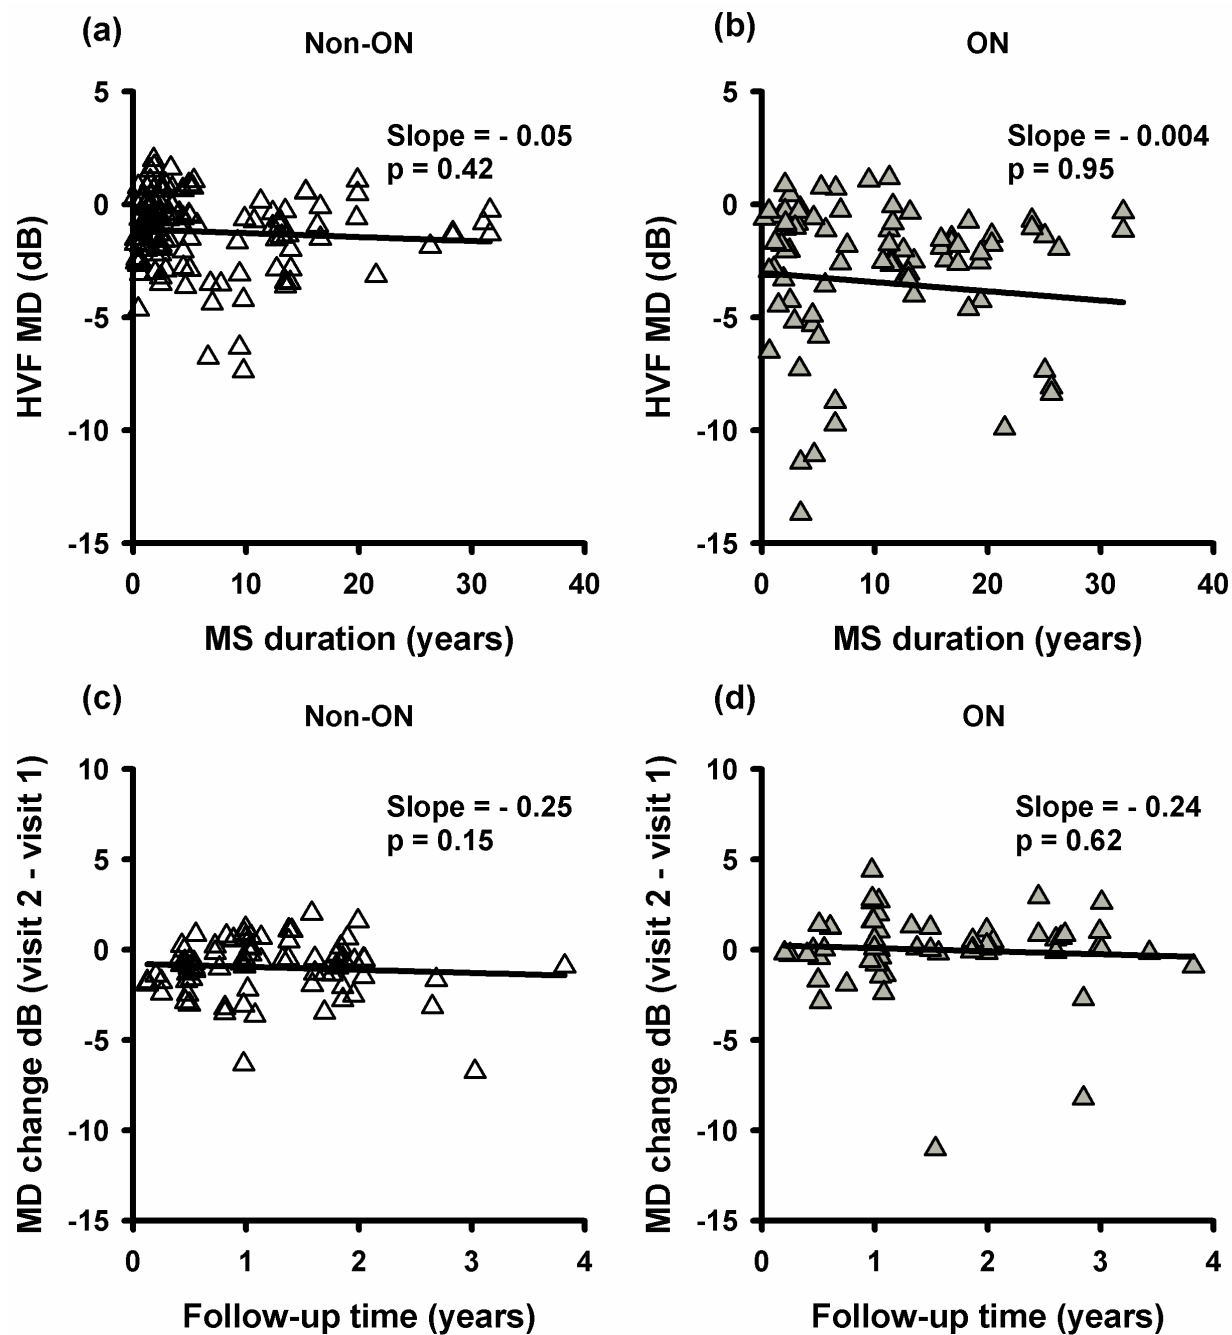 (a)
Non-ON
Slope = - 0.05
p = 0.42
HVF MD (dB)
5
0
-5
-10
-15
0 10 20 30 40
MS duration (years)
(b)
ON
Slope = - 0.004
p = 0.95
HVF MD (dB)
5
0
-5
-10
-15
0 10 20 30 40
MS duration (years)
(c)
Non-ON
Slope = - 0.25
p = 0.15
MD change dB (visit 2 - visit 1)
10
5
0
-5
-10
-15
0 1 2 3 4
Follow-up time (years)
(d)
ON
Slope = - 0.24
p = 0.62
MD change dB (visit 2 - visit 1)
10
5
0
-5
-10
-15
0 1 2 3 4
Follow-up time (years)